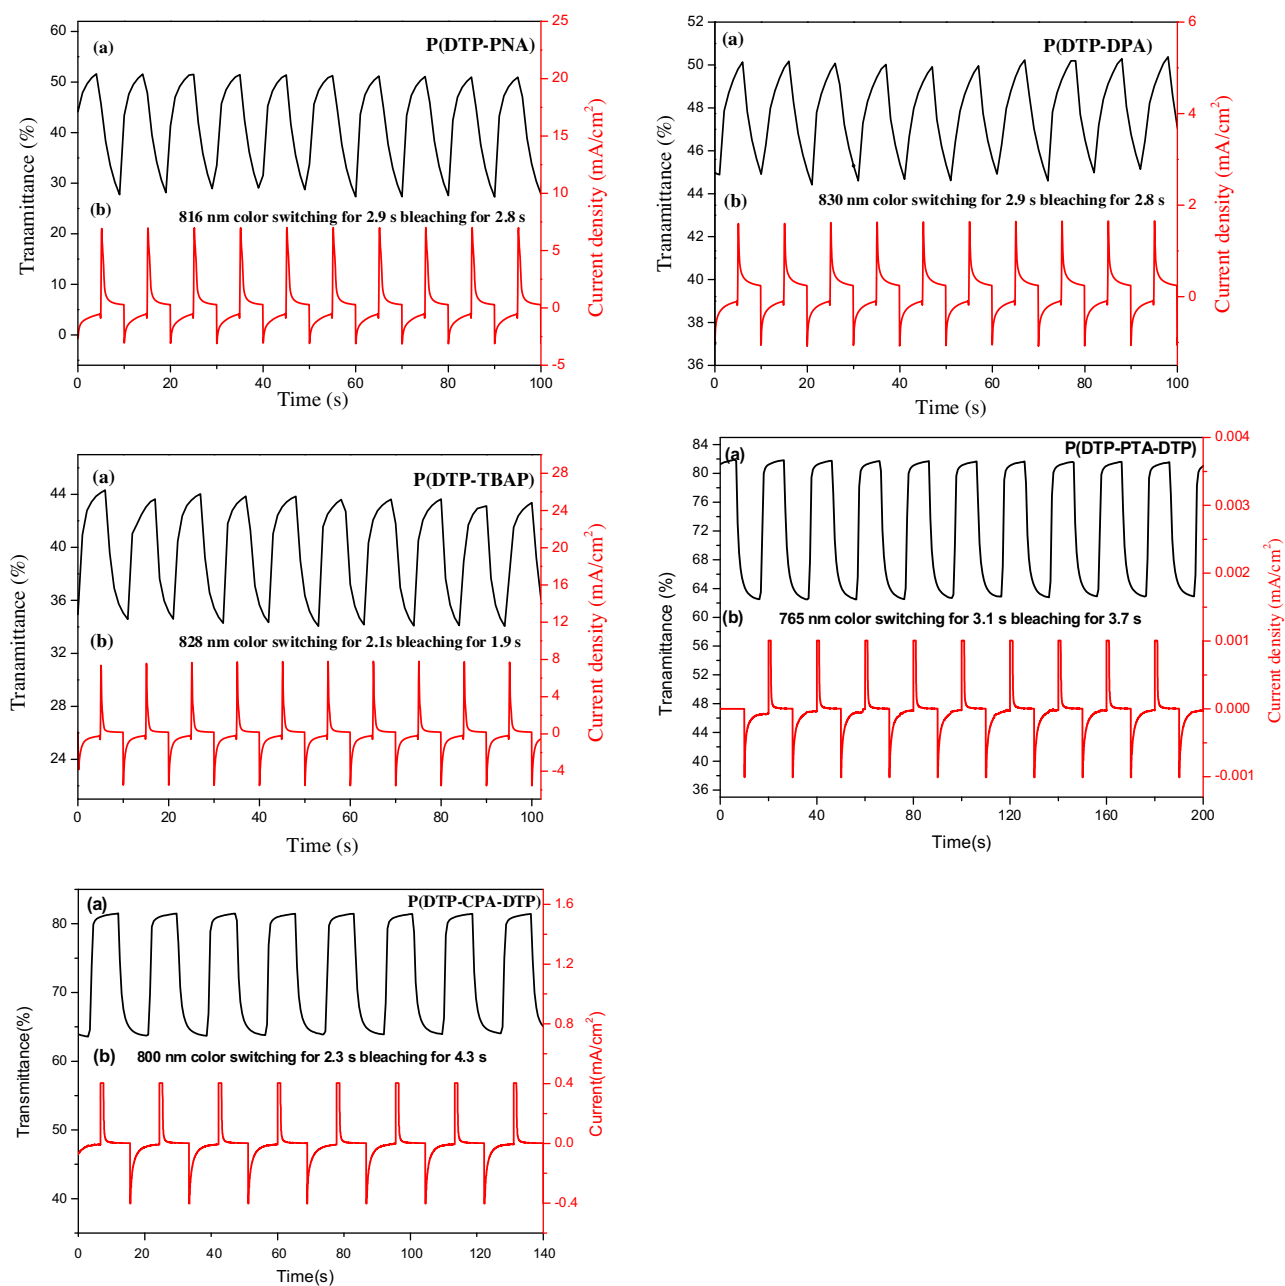 (a)
P(DTP-PNA)
60
50
40
30
20
10
0
Tranamittance (%)
25
20
15
10
5
0
-5
Current density (mA/cm²)
(b)
816 nm color switching for 2.9 s bleaching for 2.8 s
0 20 40 60 80 100
Time (s)
(a)
P(DTP-DPA)
52
50
48
46
44
42
40
38
36
Tranamittance (%)
6
4
2
0
Current density (mA/cm²)
(b)
830 nm color switching for 2.9 s bleaching for 2.8 s
0 20 40 60 80 100
Time (s)
(a)
P(DTP-TBAP)
44
40
36
32
28
24
Tranamittance (%)
28
24
20
16
12
8
4
0
-4
Current density (mA/cm²)
(b)
828 nm color switching for 2.1s bleaching for 1.9 s
0 20 40 60 80 100
Time (s)
(a)
P(DTP-PTA-DTP)
84
80
76
72
68
64
60
56
52
48
44
40
36
Tranamittance (%)
0.004
0.003
0.002
0.001
0.000
-0.001
Current density (mA/cm²)
(b)
765 nm color switching for 3.1 s bleaching for 3.7 s
0 40 80 120 160 200
Time(s)
(a)
P(DTP-CPA-DTP)
80
70
60
50
40
Transmittance(%)
1.6
1.2
0.8
0.4
0.0
-0.4
Current(mA/cm²)
(b)
800 nm color switching for 2.3 s bleaching for 4.3 s
0 20 40 60 80 100 120 140
Time(s)